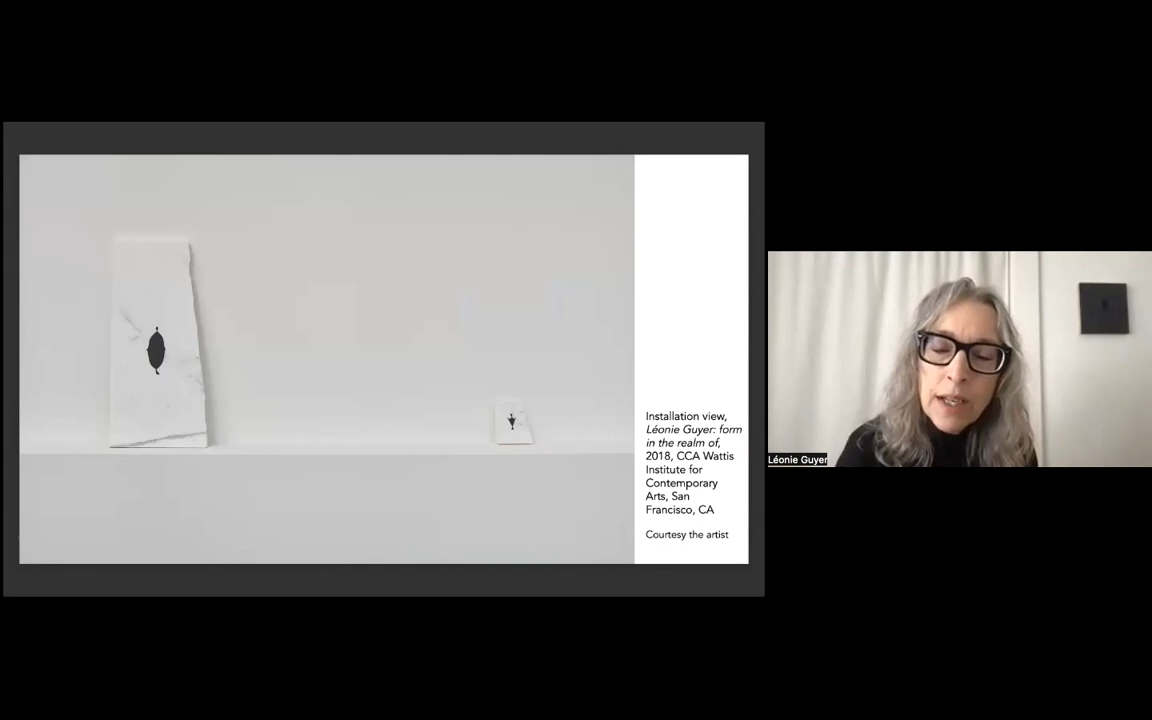 Installation view,
Léonie Guyer: form
in the realm of,
2018, CCA Wattis
Institute for
Contemporary
Arts, San
Francisco, CA
Courtesy the artist
Léonie Guyer